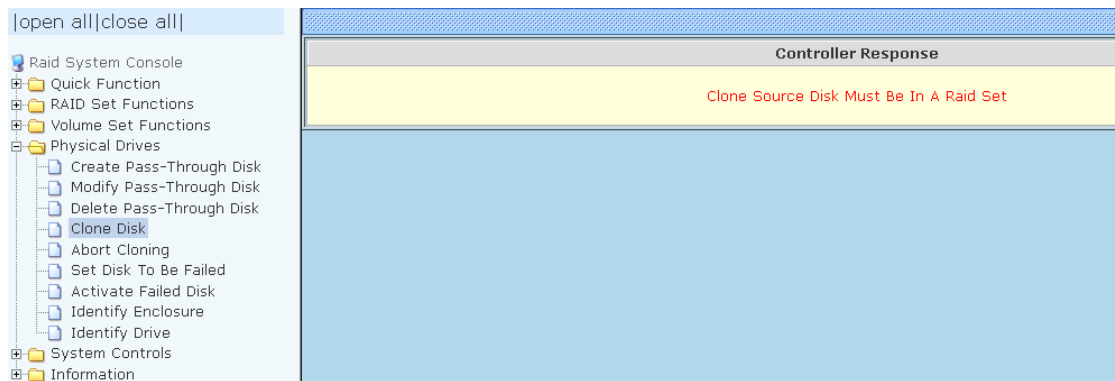 |open all|close all|
Raid System Console
Quick Function
RAID Set Functions
Volume Set Functions
Physical Drives
Create Pass-Through Disk
Modify Pass-Through Disk
Delete Pass-Through Disk
Clone Disk
Abort Cloning
Set Disk To Be Failed
Activate Failed Disk
Identify Enclosure
Identify Drive
System Controls
Information
Controller Response
Clone Source Disk Must Be In A Raid Set